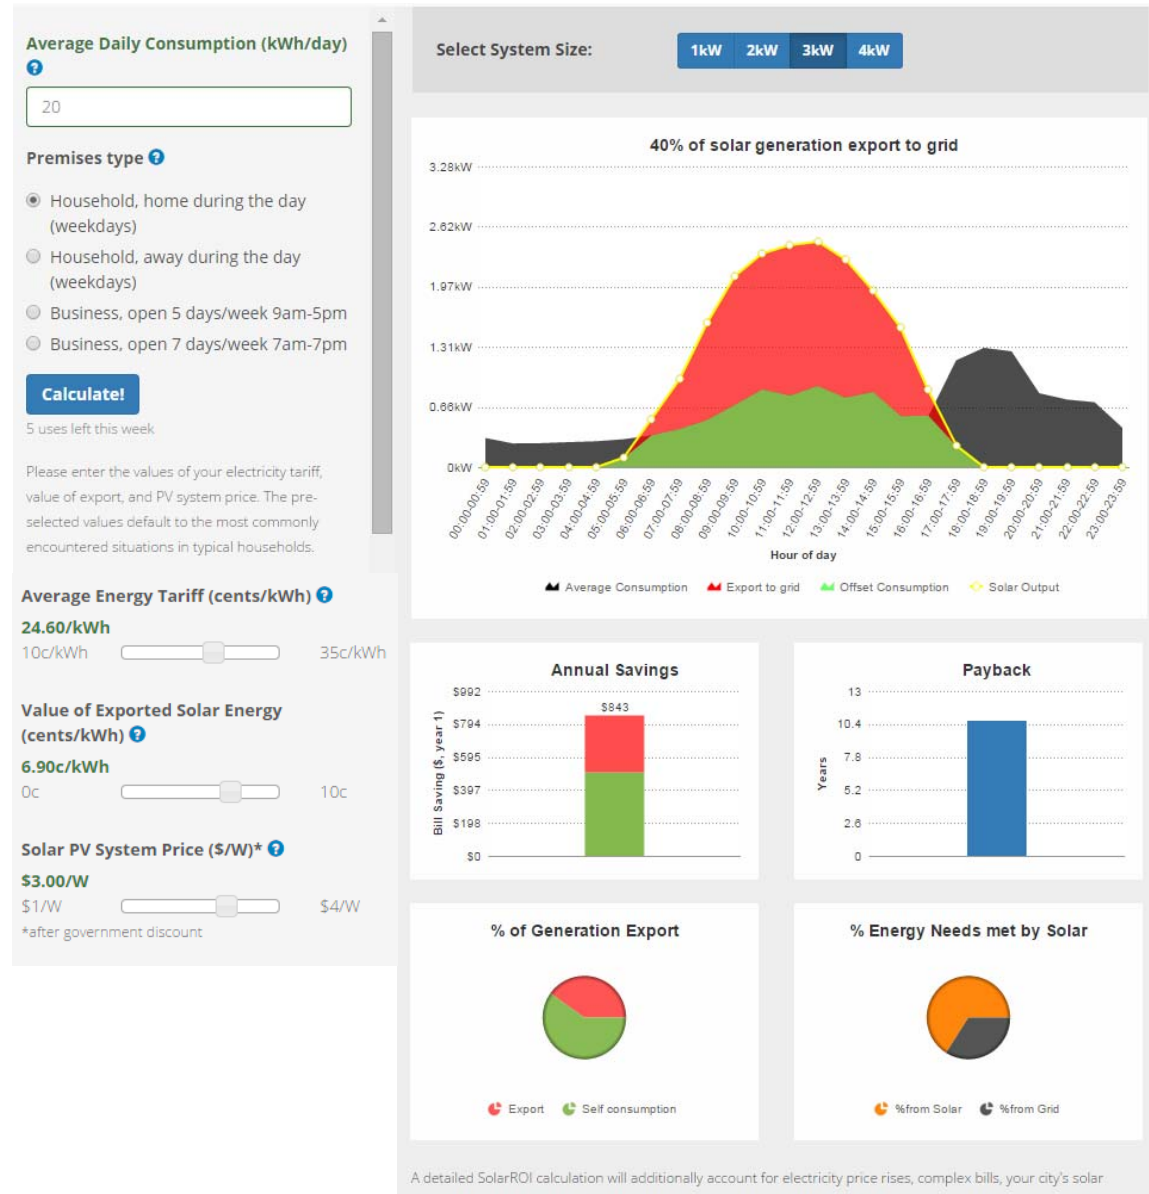 Average Daily Consumption (kWh/day)
?
20
Premises type ?
Household, home during the day
(weekdays)
Household, away during the day
(weekdays)
Business, open 5 days/week 9am-5pm
Business, open 7 days/week 7am-7pm
Calculate!
5 uses left this week
Please enter the values of your electricity tariff,
value of export, and PV system price. The pre-
selected values default to the most commonly
encountered situations in typical households.
Average Energy Tariff (cents/kWh) ?
24.60/kWh
10c/kWh 35c/kWh
Value of Exported Solar Energy
(cents/kWh) ?
6.90c/kWh
0c 10c
Solar PV System Price ($/W)* ?
$3.00/W
$1/W $4/W
*after government discount
Select System Size: 1kW 2kW 3kW 4kW
40% of solar generation export to grid
3.28kW
2.62kW
1.97kW
1.31kW
0.66kW
0kW
00:00-00:59
01:00-01:59
02:00-02:59
03:00-03:59
04:00-04:59
05:00-05:59
06:00-06:59
07:00-07:59
08:00-08:59
09:00-09:59
10:00-10:59
11:00-11:59
12:00-12:59
13:00-13:59
14:00-14:59
15:00-15:59
16:00-16:59
17:00-17:59
18:00-18:59
19:00-19:59
20:00-20:59
21:00-21:59
22:00-22:59
23:00-23:59
Hour of day
Average Consumption Export to grid Offset Consumption Solar Output
Annual Savings
Bill Saving ($, year 1)
$992
$843
$794
$595
$397
$198
$0
Payback
Years
13
10.4
7.8
5.2
2.6
0
% of Generation Export
Export Self consumption
% Energy Needs met by Solar
%from Solar %from Grid
A detailed SolarROI calculation will additionally account for electricity price rises, complex bills, your city's solar